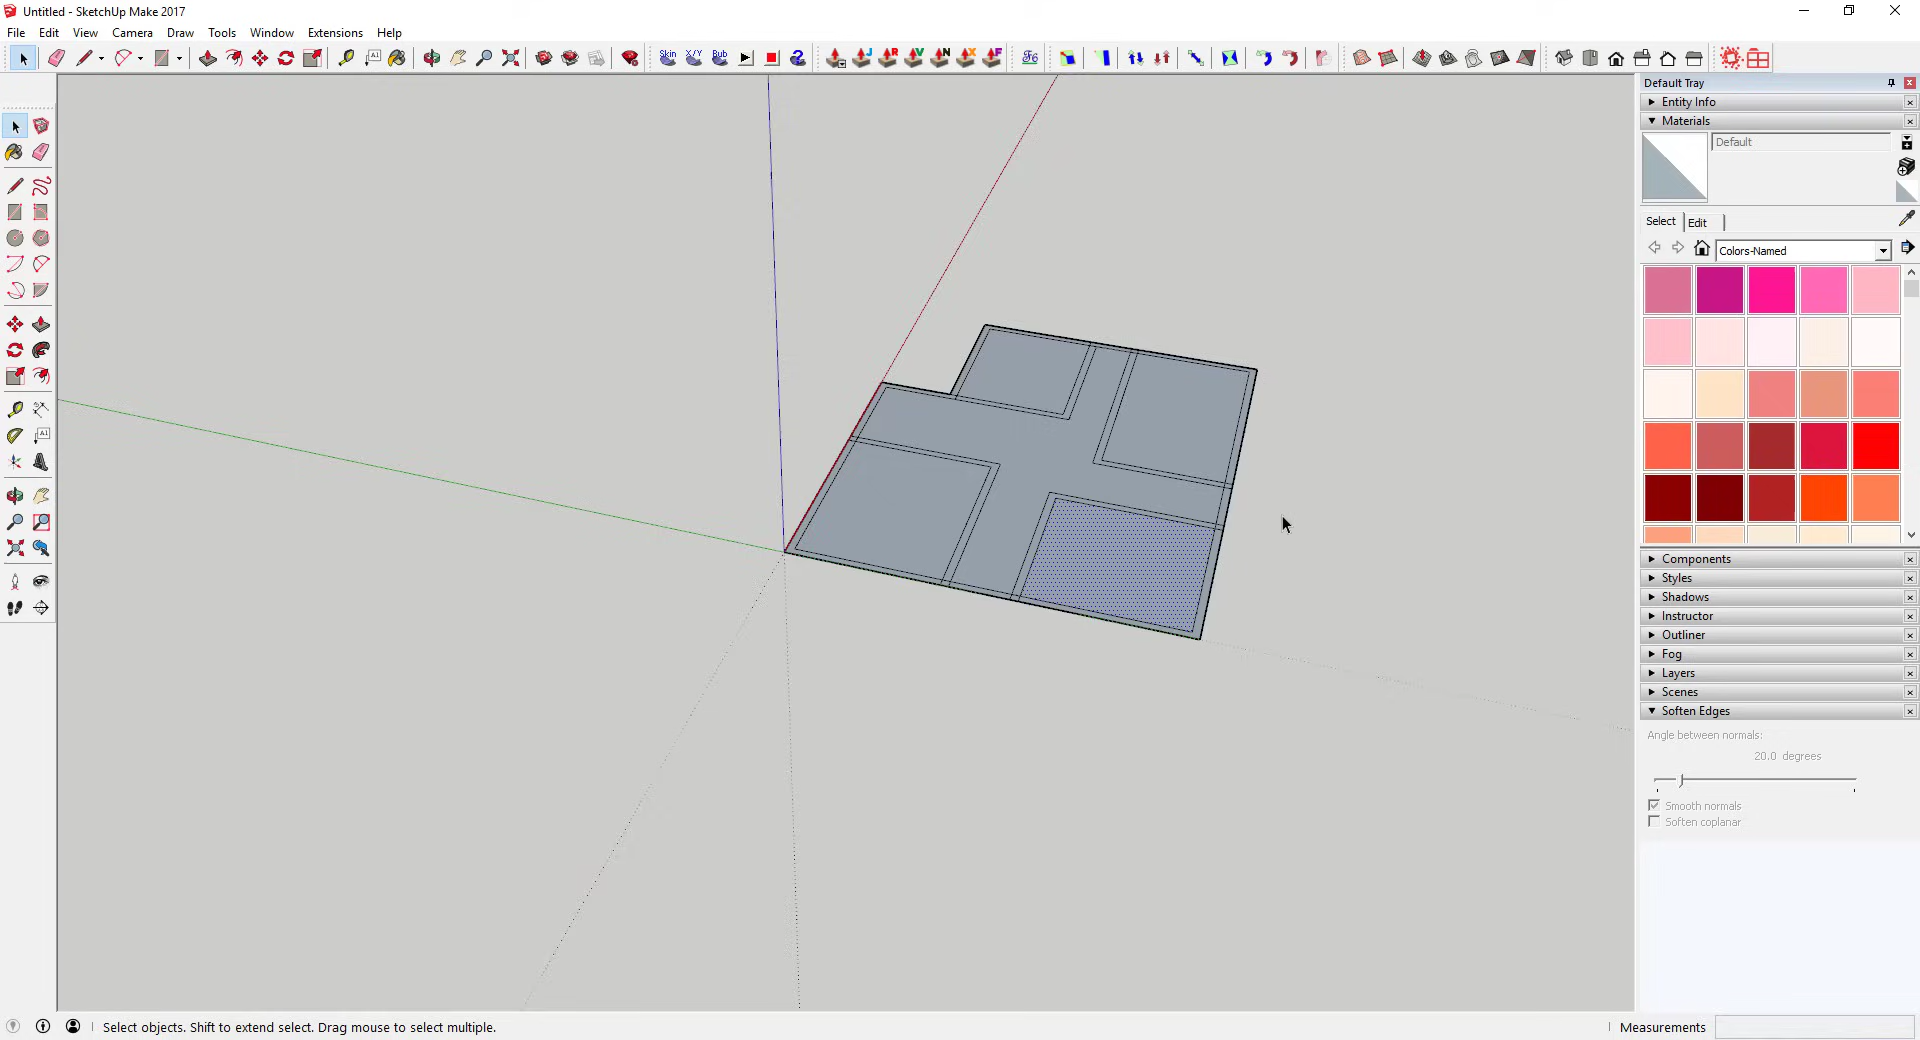 Untitled - SketchUp Make 2017
File Edit View Camera Draw Tools Window Extensions Help
Skin X/Y Bub J R V N X F
Default Tray
Entity Info
Materials
Default
Select Edit
Colors-Named
Components
Styles
Shadows
Instructor
Outliner
Fog
Layers
Scenes
Soften Edges
Angle between normals:
20.0 degrees
Smooth normals
Soften coplanar
Select objects. Shift to extend select. Drag mouse to select multiple.
Measurements